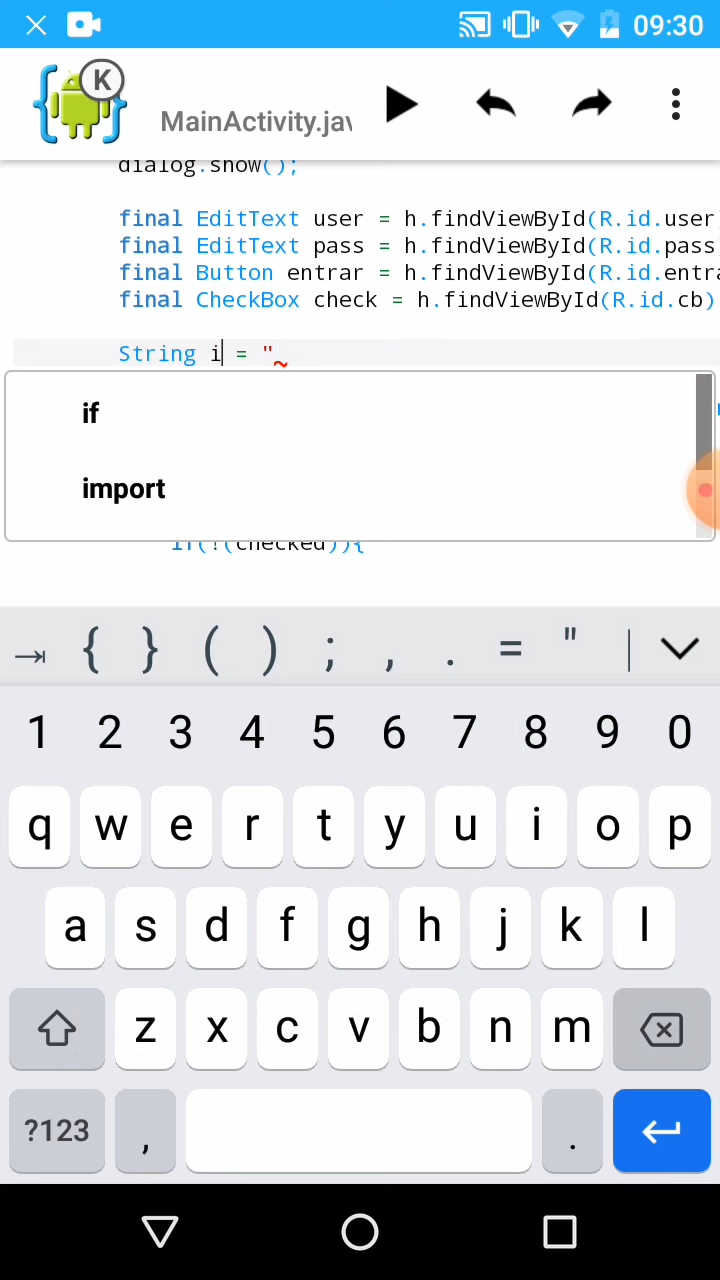 09:30
K
MainActivity.jav
dialog.show();
final EditText user = h.findViewById(R.id.user
final EditText pass = h.findViewById(R.id.pass
final Button entrar = h.findViewById(R.id.entra
final CheckBox check = h.findViewById(R.id.cb)
String i = "
if
import
if(!(checked)){
{ } ( ) ; , . = " |
1 2 3 4 5 6 7 8 9 0
q w e r t y u i o p
a s d f g h j k l
z x c v b n m
?123 , .